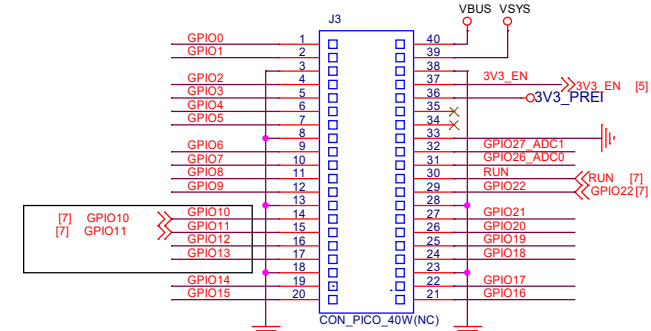 VBUS VSYS
J3
GPIO0 1 40
GPIO1 2 39
3 38
GPIO2 4 37 3V3_EN 3V3_EN [5]
GPIO3 5 36 3V3_PREI
GPIO4 6 35
GPIO5 7 34
8 33
GPIO6 9 32 GPIO27_ADC1
GPIO7 10 31 GPIO26_ADC0
GPIO8 11 30 RUN RUN [7]
GPIO9 12 29 GPIO22 GPIO22 [7]
13 28
[7] GPIO10 GPIO10 14 27 GPIO21
[7] GPIO11 GPIO11 15 26 GPIO20
GPIO12 16 25 GPIO19
GPIO13 17 24 GPIO18
18 23
GPIO14 19 22 GPIO17
GPIO15 20 21 GPIO16
CON_PICO_40W(NC)